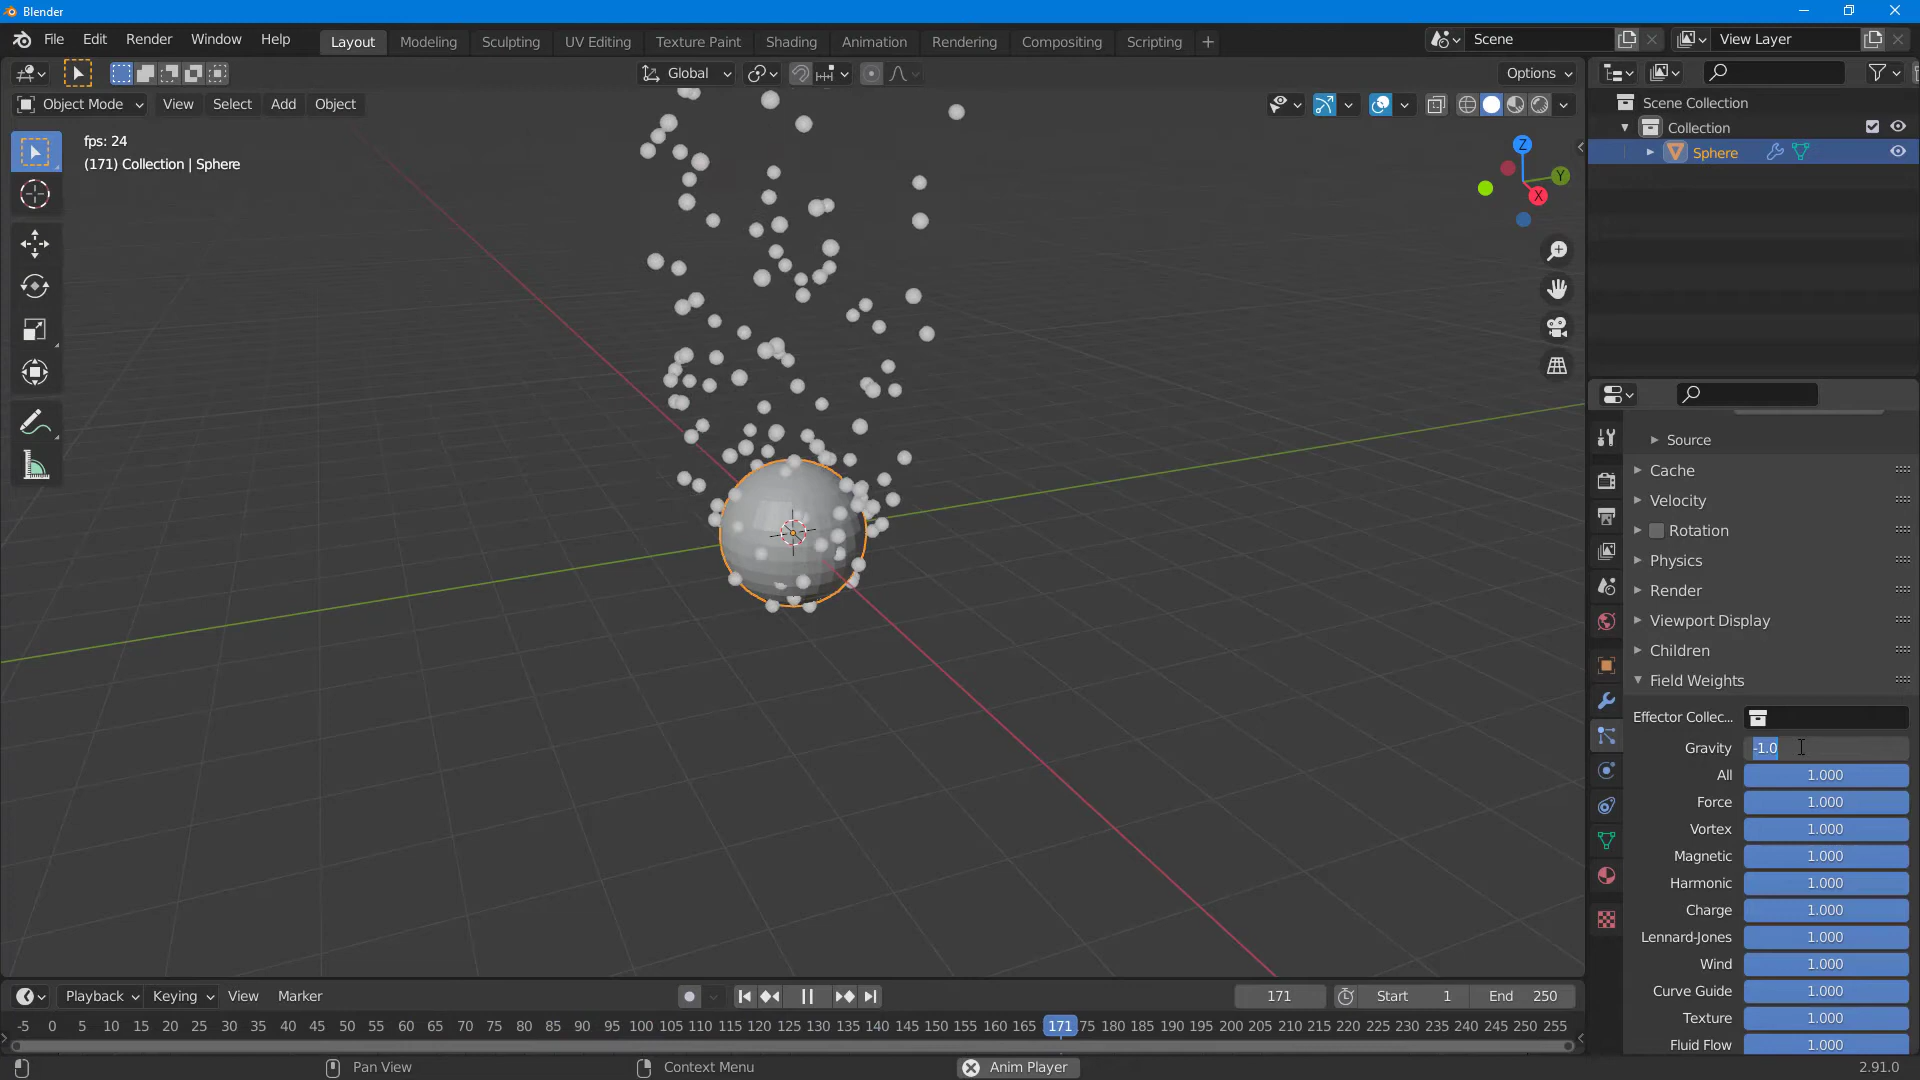 Blender
File Edit Render Window Help
Layout Modeling Sculpting UV Editing Texture Paint Shading Animation Rendering Compositing Scripting
Scene
View Layer
Global
Options
Object Mode View Select Add Object
fps: 24
(171) Collection | Sphere
Z
Y
X
Scene Collection
Collection
Sphere
Source
Cache
Velocity
Rotation
Physics
Render
Viewport Display
Children
Field Weights
Effector Collec...
Gravity -1.0
All 1.000
Force 1.000
Vortex 1.000
Magnetic 1.000
Harmonic 1.000
Charge 1.000
Lennard-Jones 1.000
Wind 1.000
Curve Guide 1.000
Texture 1.000
Fluid Flow 1.000
Playback Keying View Marker
171 Start 1 End 250
-5 0 5 10 15 20 25 30 35 40 45 50 55 60 65 70 75 80 85 90 95 100 105 110 115 120 125 130 135 140 145 150 155 160 165 171 75 180 185 190 195 200 205 210 215 220 225 230 235 240 245 250 255
Pan View Context Menu Anim Player 2.91.0